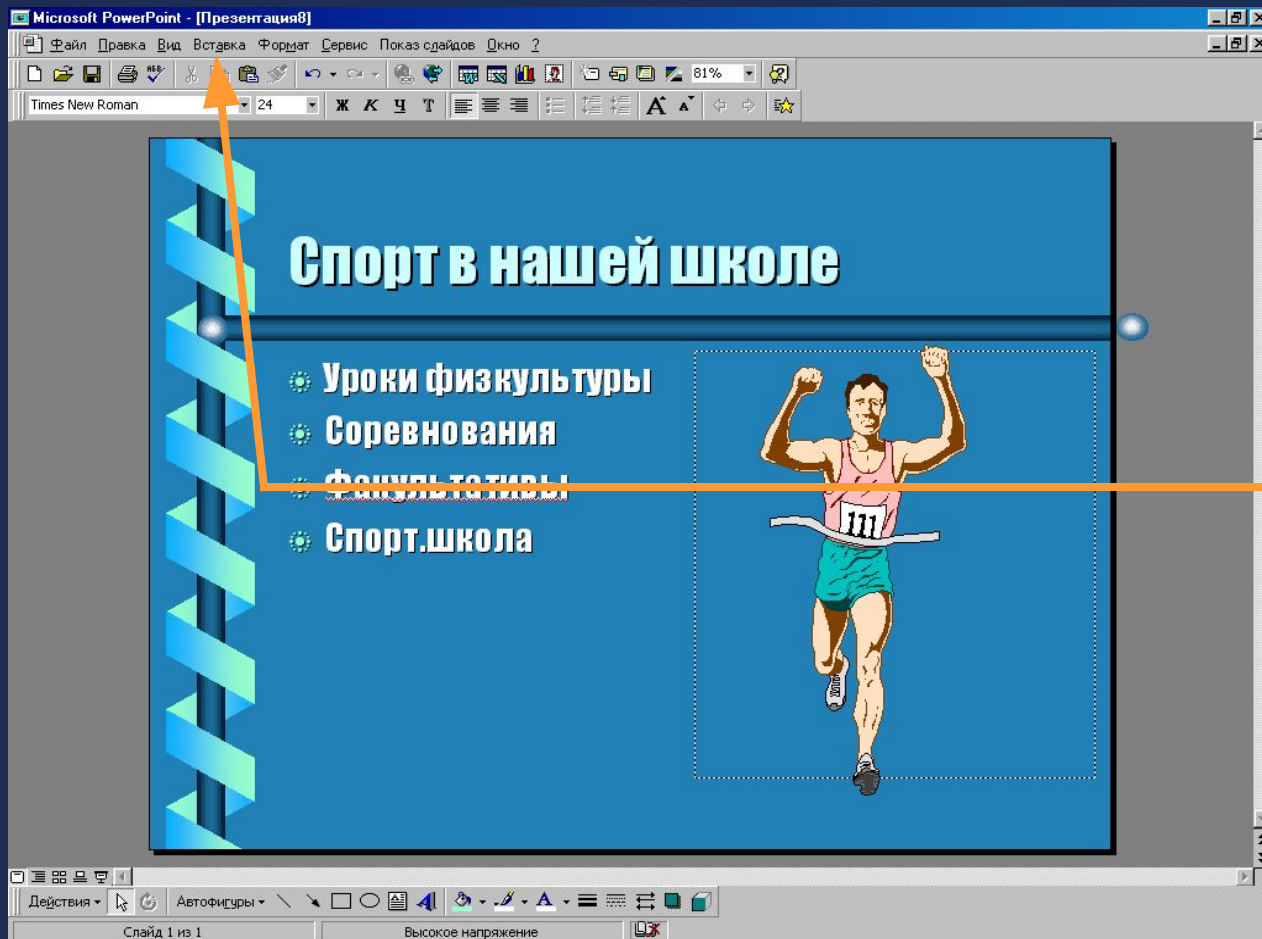 Microsoft PowerPoint - [Презентация8]
Файл Правка Вид Вставка Формат Сервис Показ слайдов Окно ?
81%
Times New Roman 24 Ж К Ч Т A A
Спорт в нашей школе
Уроки физкультуры
Соревнования
Факультативы
Спорт.школа
111
Действия Автофигуры A A
Слайд 1 из 1 Высокое напряжение